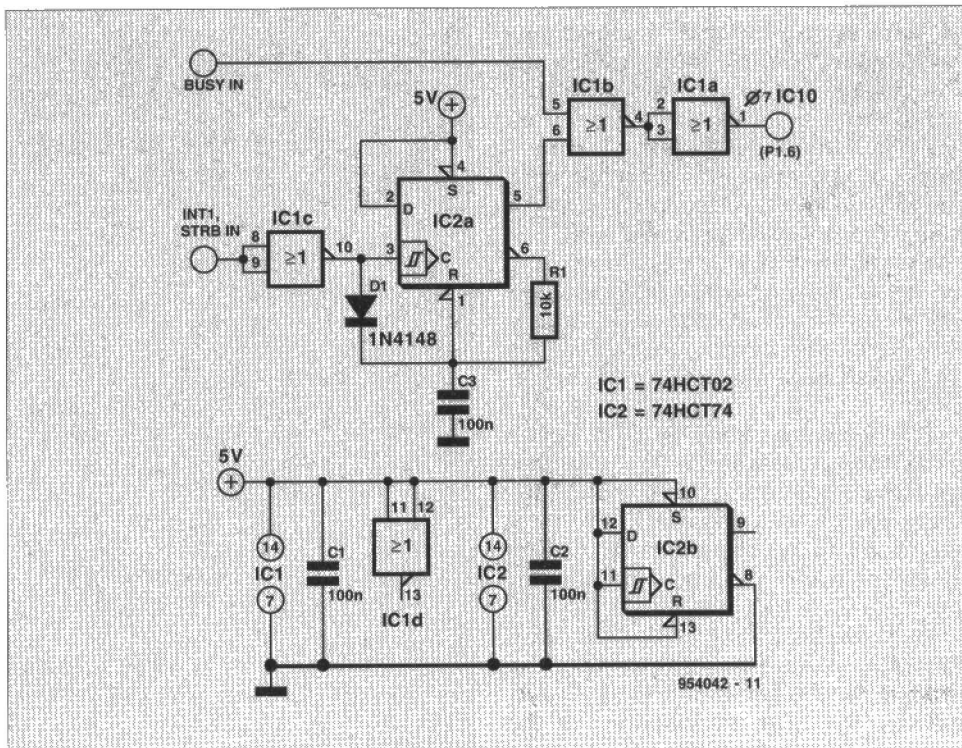 BUSY IN
5V
IC1b
IC1a
7 IC10
5
6
≥1
4
2
3
≥1
1
(P1.6)
4
S
2
D
IC2a
5
INT1,
STRB IN
IC1c
8
9
≥1
10
3
C
R
6
1
R1
10k
D1
1N4148
C3
100n
IC1 = 74HCT02
IC2 = 74HCT74
5V
14
IC1
7
C1
100n
11
12
≥1
13
IC1d
14
IC2
7
C2
100n
10
S
12
D
IC2b
9
11
C
R
8
13
954042 - 11